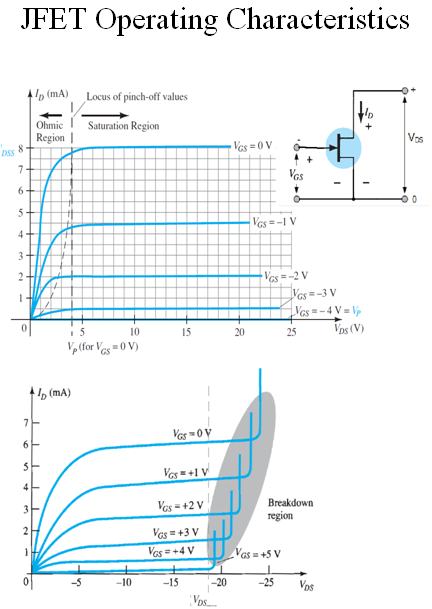 JFET Operating Characteristics
I_D (mA)
Locus of pinch-off values
Ohmic Region
Saturation Region
DSS
8
7
6
5
4
3
2
1
0
5
10
15
20
25
V_DS (V)
V_GS = 0 V
V_GS = −1 V
V_GS = −2 V
V_GS = −3 V
V_GS = − 4 V = V_P
V_P (for V_GS = 0 V)
I_D
+
+
−
−
-
+
V_DS
V_GS
0
I_D (mA)
7
6
5
4
3
2
1
0
−5
−10
−15
−20
−25
V_DS
V_GS = 0 V
V_GS = +1 V
V_GS = +2 V
V_GS = +3 V
V_GS = +4 V
V_GS = +5 V
Breakdown
region
V_DS